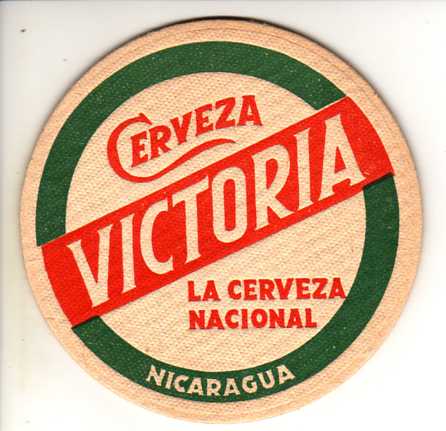 CERVEZA
VICTORIA
LA CERVEZA
NACIONAL
NICARAGUA